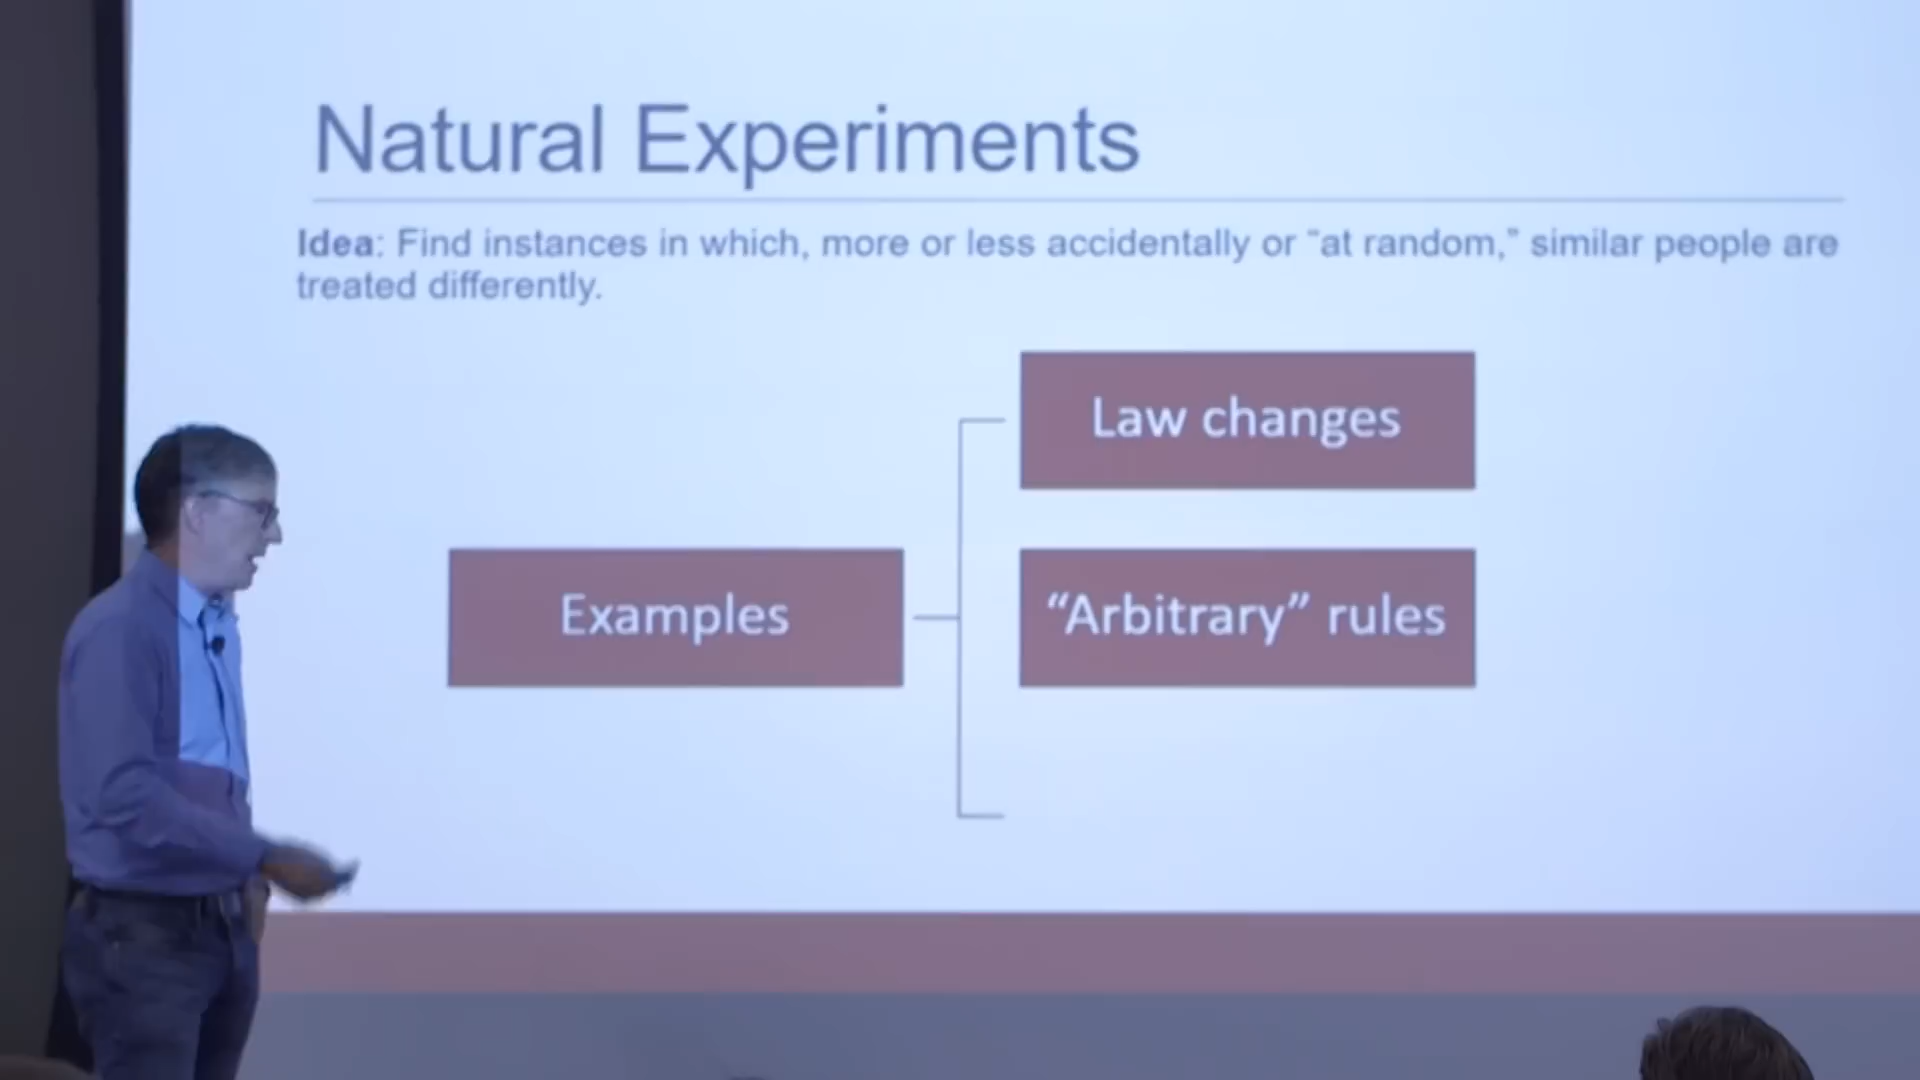 Natural Experiments
Idea: Find instances in which, more or less accidentally or “at random,” similar people are
treated differently.
Law changes
Examples
“Arbitrary” rules